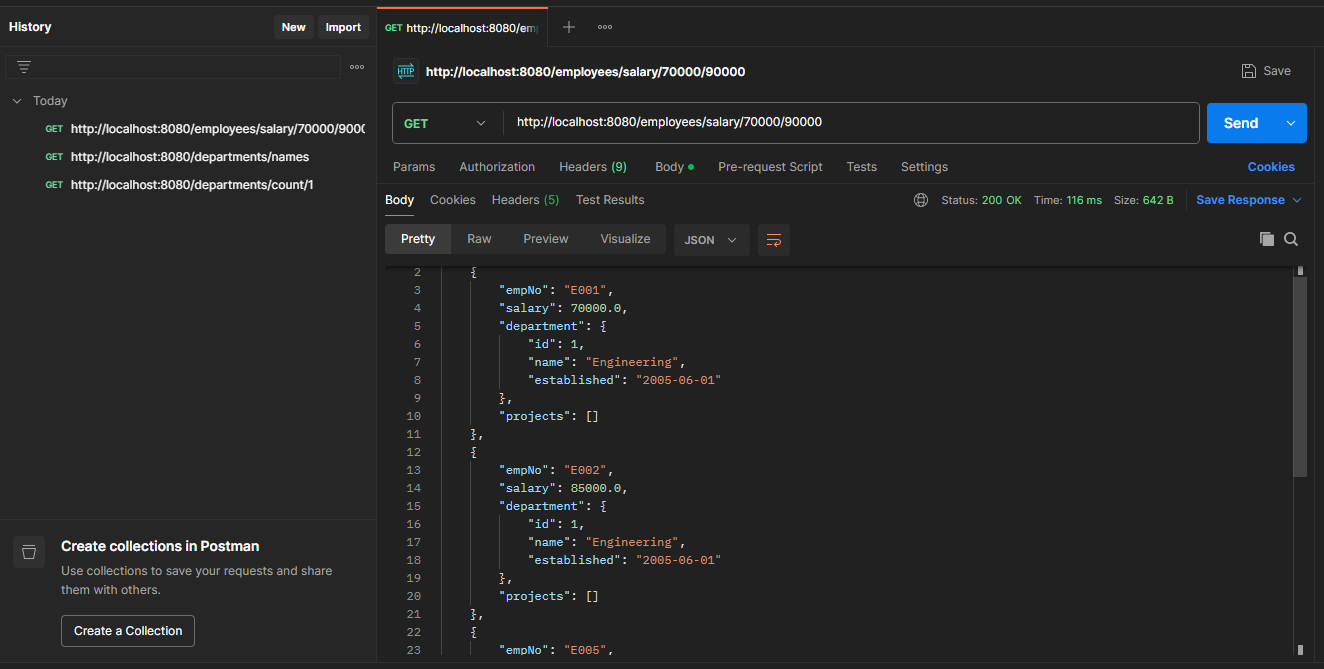 History
New
Import
Today
GET http://localhost:8080/employees/salary/70000/900
GET http://localhost:8080/departments/names
GET http://localhost:8080/departments/count/1
Create collections in Postman
Use collections to save your requests and share
them with others.
Create a Collection
GET http://localhost:8080/em
HTTP http://localhost:8080/employees/salary/70000/90000
Save
GET http://localhost:8080/employees/salary/70000/90000
Send
Params Authorization Headers (9) Body Pre-request Script Tests Settings Cookies
Body Cookies Headers (5) Test Results Status: 200 OK Time: 116 ms Size: 642 B Save Response
Pretty Raw Preview Visualize JSON
2 {
3 "empNo": "E001",
4 "salary": 70000.0,
5 "department": {
6 "id": 1,
7 "name": "Engineering",
8 "established": "2005-06-01"
9 },
10 "projects": []
11 },
12 {
13 "empNo": "E002",
14 "salary": 85000.0,
15 "department": {
16 "id": 1,
17 "name": "Engineering",
18 "established": "2005-06-01"
19 },
20 "projects": []
21 },
22 {
23 "empNo": "E005",